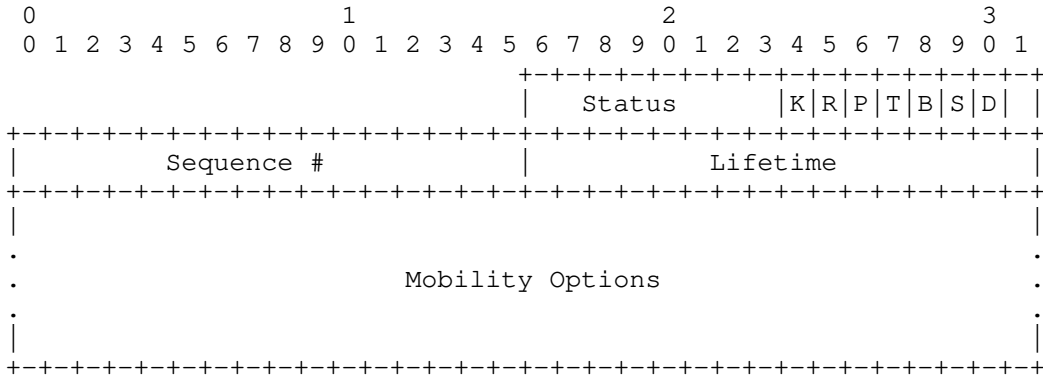 0                   1                   2                   3
0 1 2 3 4 5 6 7 8 9 0 1 2 3 4 5 6 7 8 9 0 1 2 3 4 5 6 7 8 9 0 1
+-+-+-+-+-+-+-+-+-+-+-+-+-+-+-+-+
|   Status      |K|R|P|T|B|S|D| |
+-+-+-+-+-+-+-+-+-+-+-+-+-+-+-+-+-+-+-+-+-+-+-+-+-+-+-+-+-+-+-+-+
|         Sequence #            |           Lifetime            |
+-+-+-+-+-+-+-+-+-+-+-+-+-+-+-+-+-+-+-+-+-+-+-+-+-+-+-+-+-+-+-+-+
|                                                               |
.                                                               .
.                        Mobility Options                       .
.                                                               .
|                                                               |
+-+-+-+-+-+-+-+-+-+-+-+-+-+-+-+-+-+-+-+-+-+-+-+-+-+-+-+-+-+-+-+-+